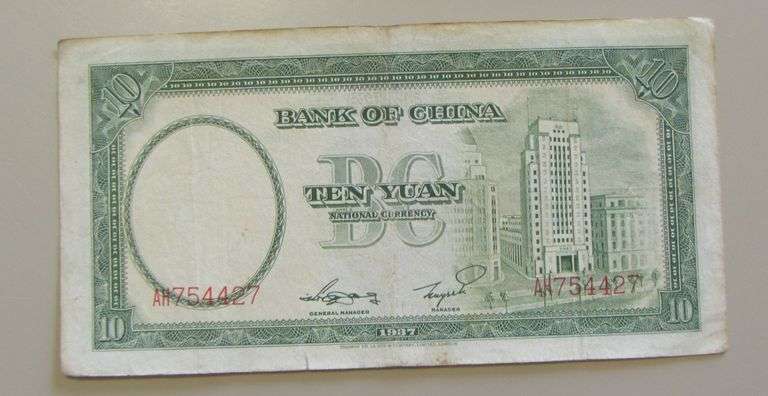 10 10
BANK OF CHINA
BC
TEN YUAN
NATIONAL CURRENCY
AH754427 AH754427
GENERAL MANAGER MANAGER
10 1937 10